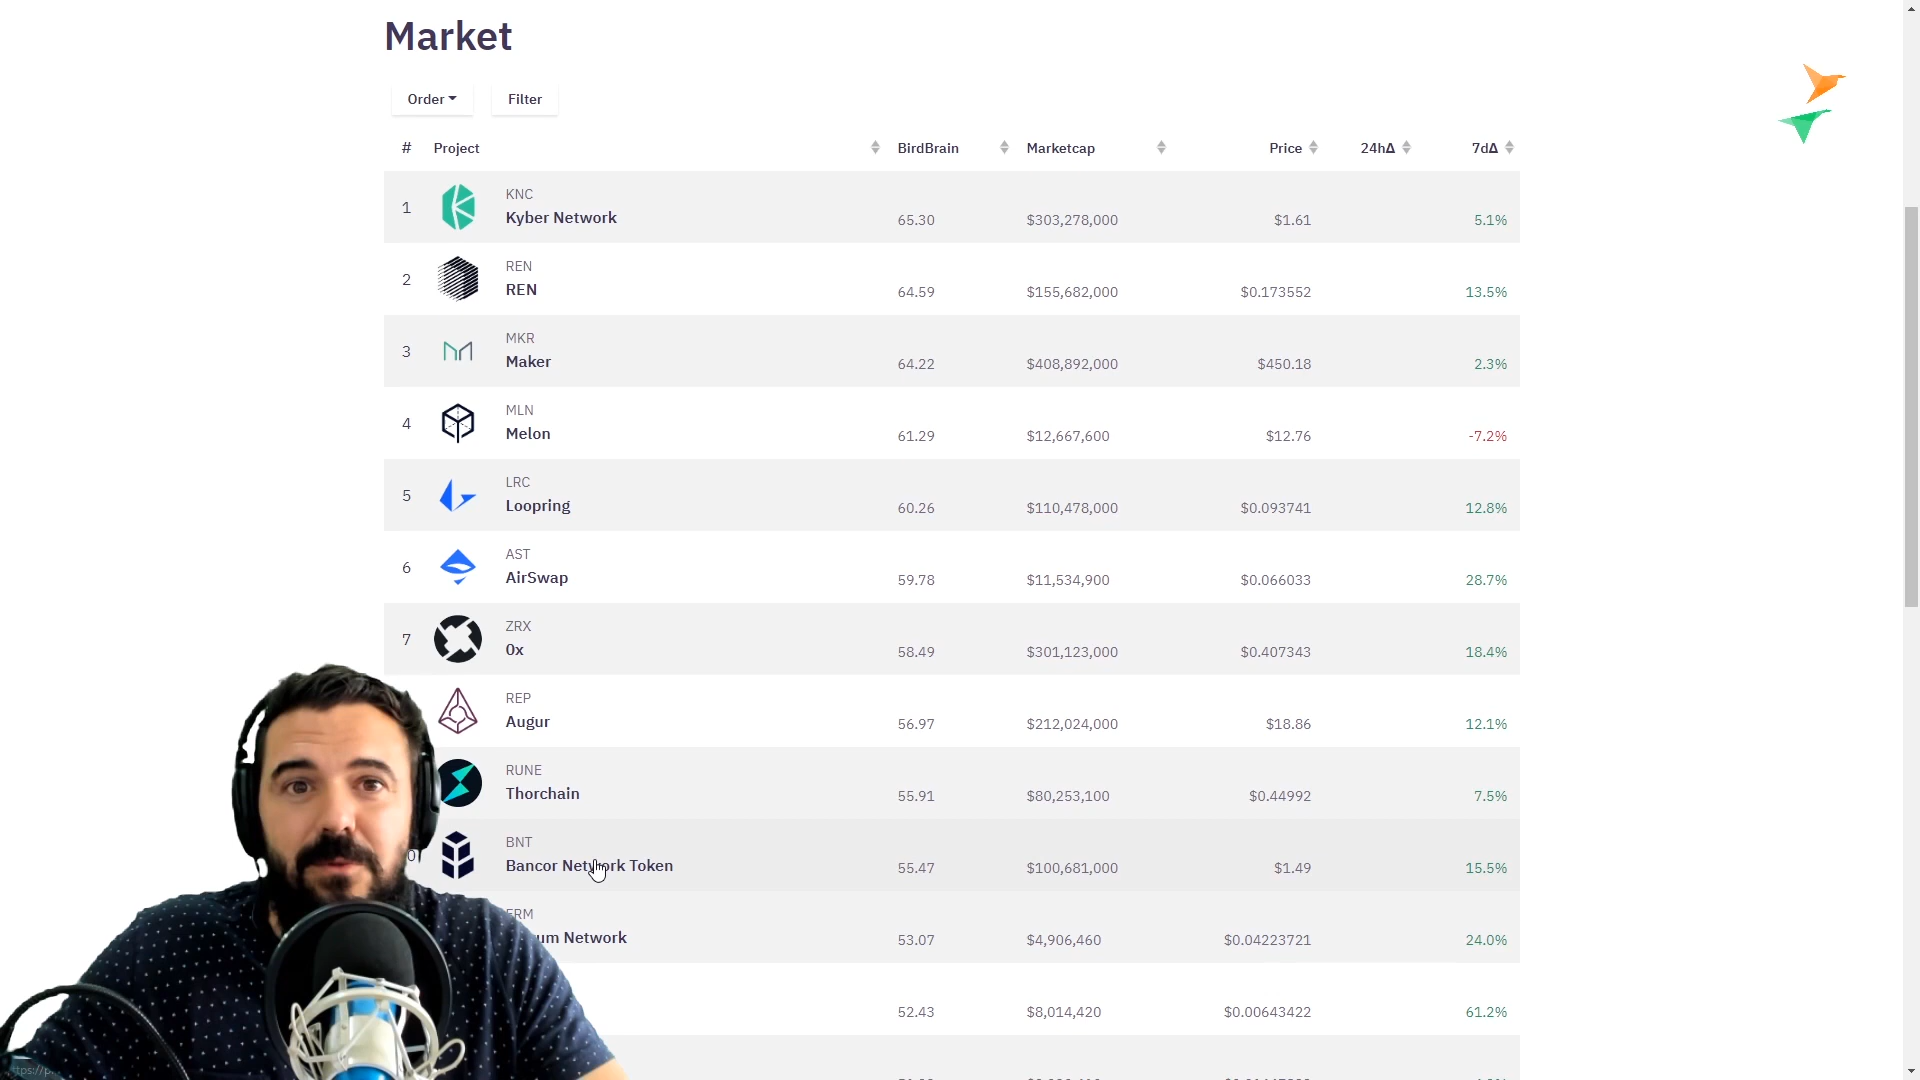 Market
Order Filter
# Project BirdBrain Marketcap Price 24hΔ 7dΔ
KNC
1 Kyber Network 65.30 $303,278,000 $1.61 5.1%
REN
2 REN 64.59 $155,682,000 $0.173552 13.5%
MKR
3 Maker 64.22 $408,892,000 $450.18 2.3%
MLN
4 Melon 61.29 $12,667,600 $12.76 -7.2%
LRC
5 Loopring 60.26 $110,478,000 $0.093741 12.8%
AST
6 AirSwap 59.78 $11,534,900 $0.066033 28.7%
ZRX
7 0x 58.49 $301,123,000 $0.407343 18.4%
REP
Augur 56.97 $212,024,000 $18.86 12.1%
RUNE
Thorchain 55.91 $80,253,100 $0.44992 7.5%
BNT
Bancor Network Token 55.47 $100,681,000 $1.49 15.5%
Network 53.07 $4,906,460 $0.04223721 24.0%
52.43 $8,014,420 $0.00643422 61.2%